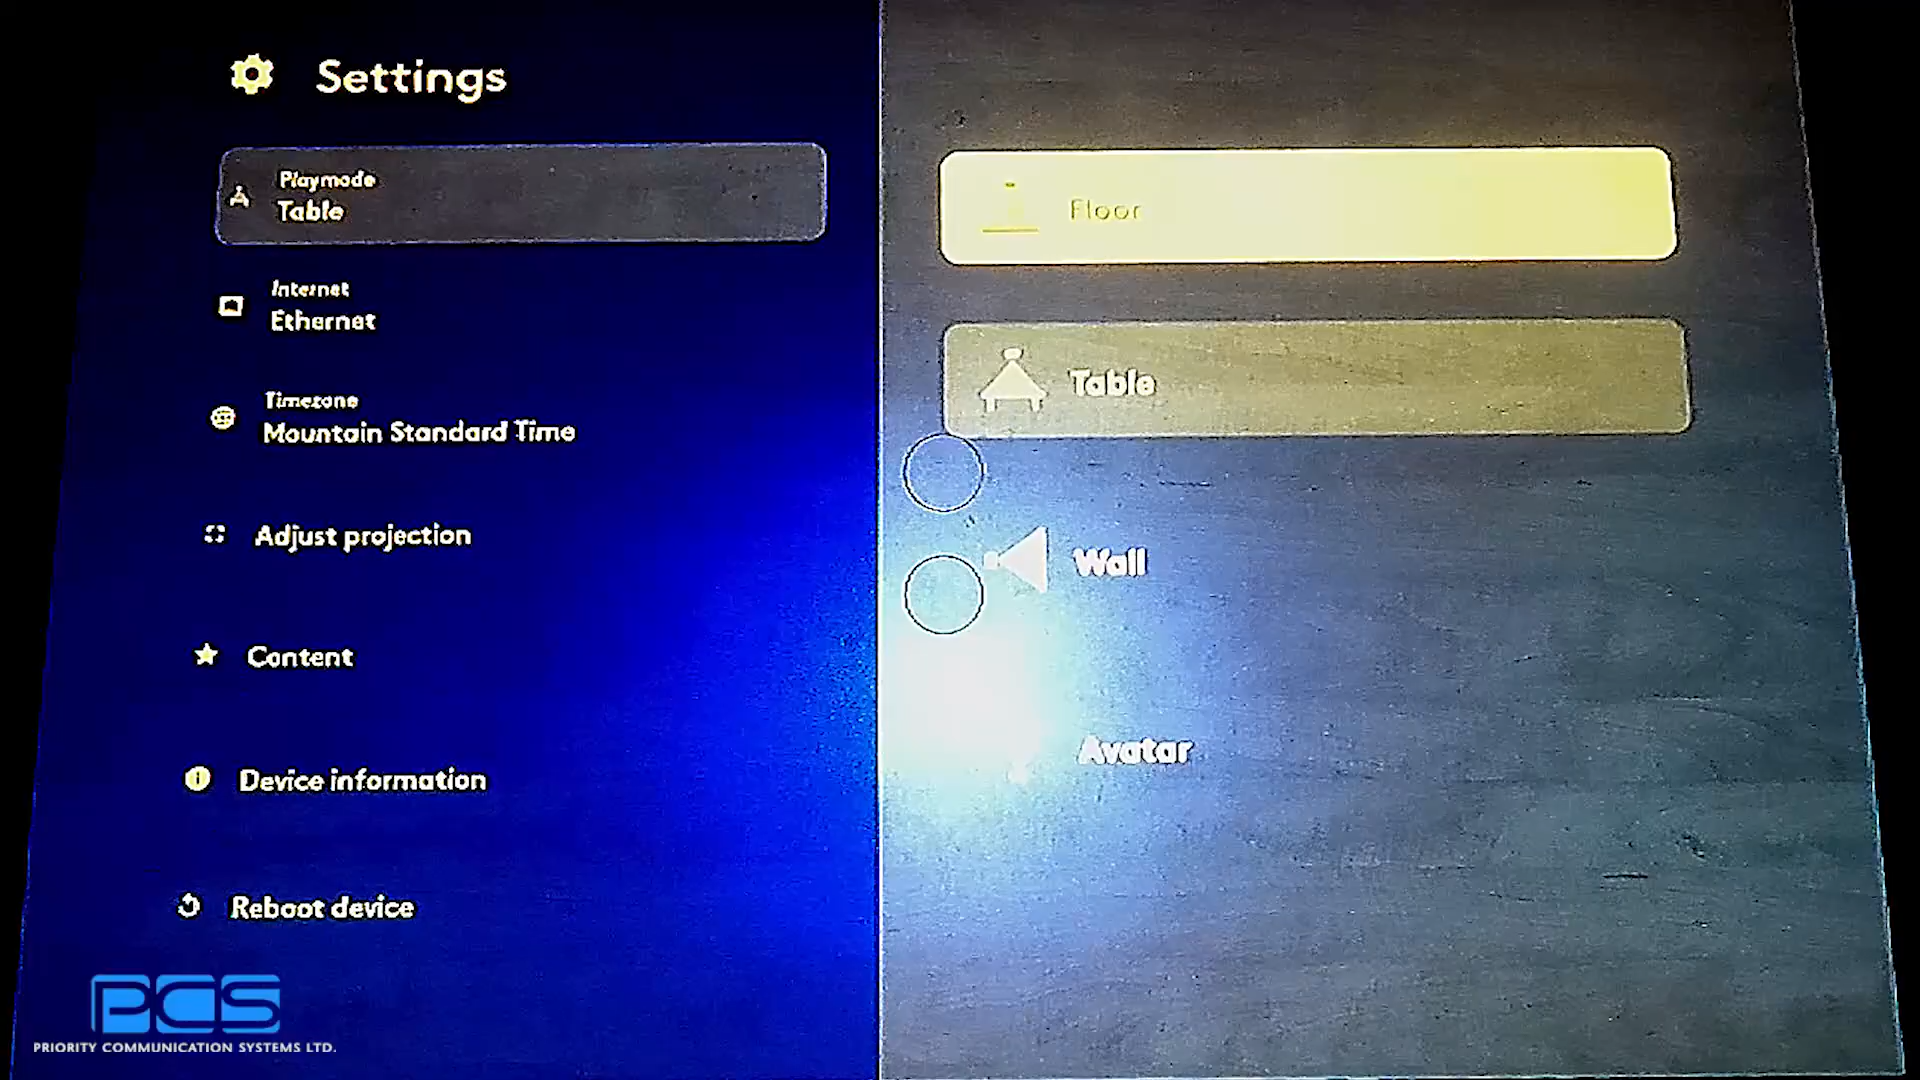 Settings
Playmode
Table
Internet
Ethernet
Timezone
Mountain Standard Time
Adjust projection
Content
Device information
Reboot device
Floor
Table
Wall
Avatar
PCS
PRIORITY COMMUNICATION SYSTEMS LTD.